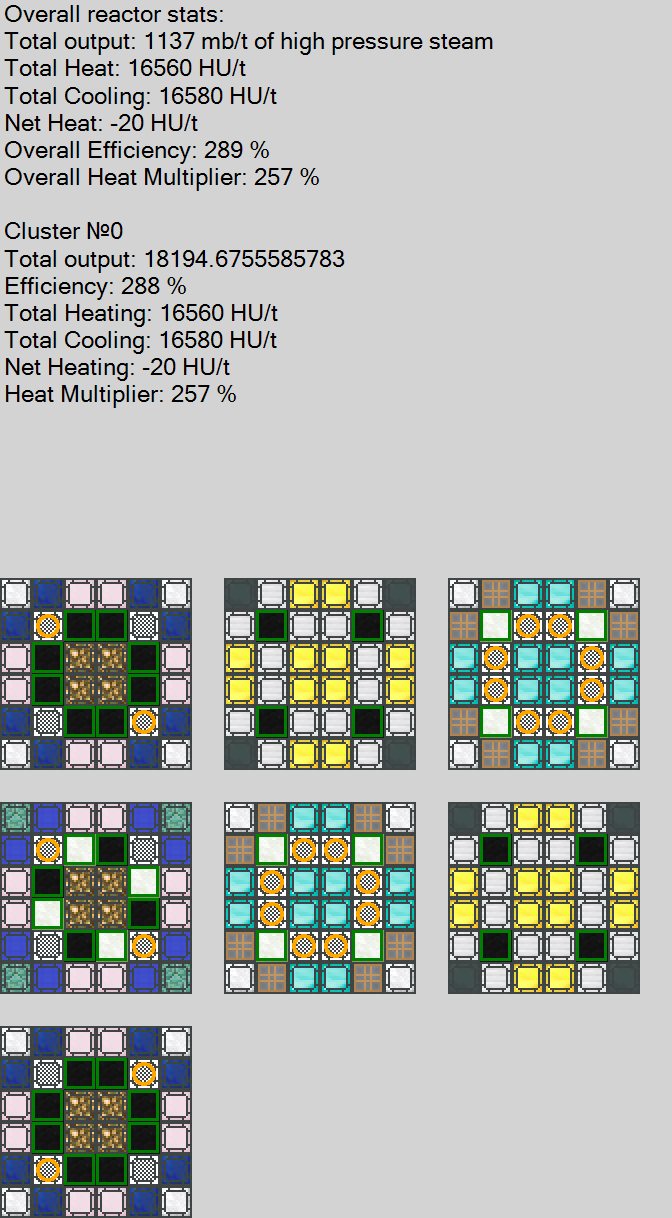 Overall reactor stats:
Total output: 1137 mb/t of high pressure steam
Total Heat: 16560 HU/t
Total Cooling: 16580 HU/t
Net Heat: -20 HU/t
Overall Efficiency: 289 %
Overall Heat Multiplier: 257 %
Cluster №0
Total output: 18194.6755585783
Efficiency: 288 %
Total Heating: 16560 HU/t
Total Cooling: 16580 HU/t
Net Heating: -20 HU/t
Heat Multiplier: 257 %